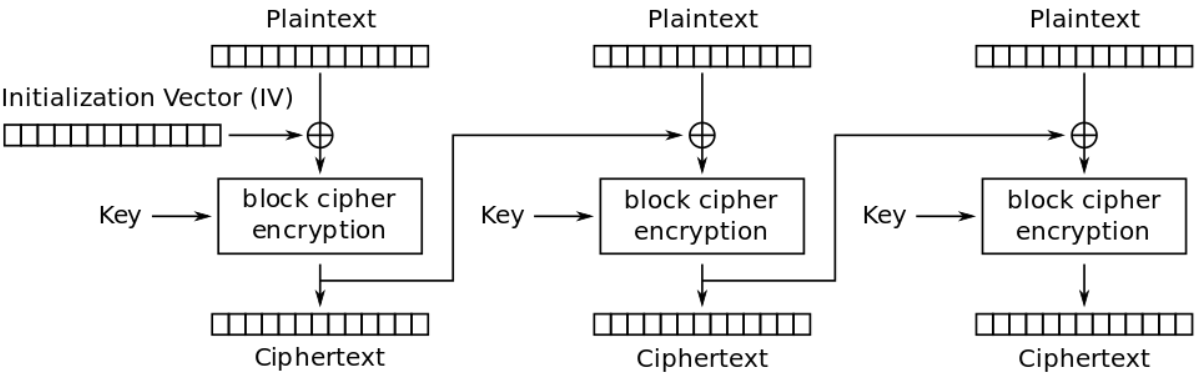 Plaintext
Plaintext
Plaintext
Initialization Vector (IV)
Key
block cipher
encryption
Key
block cipher
encryption
Key
block cipher
encryption
Ciphertext
Ciphertext
Ciphertext